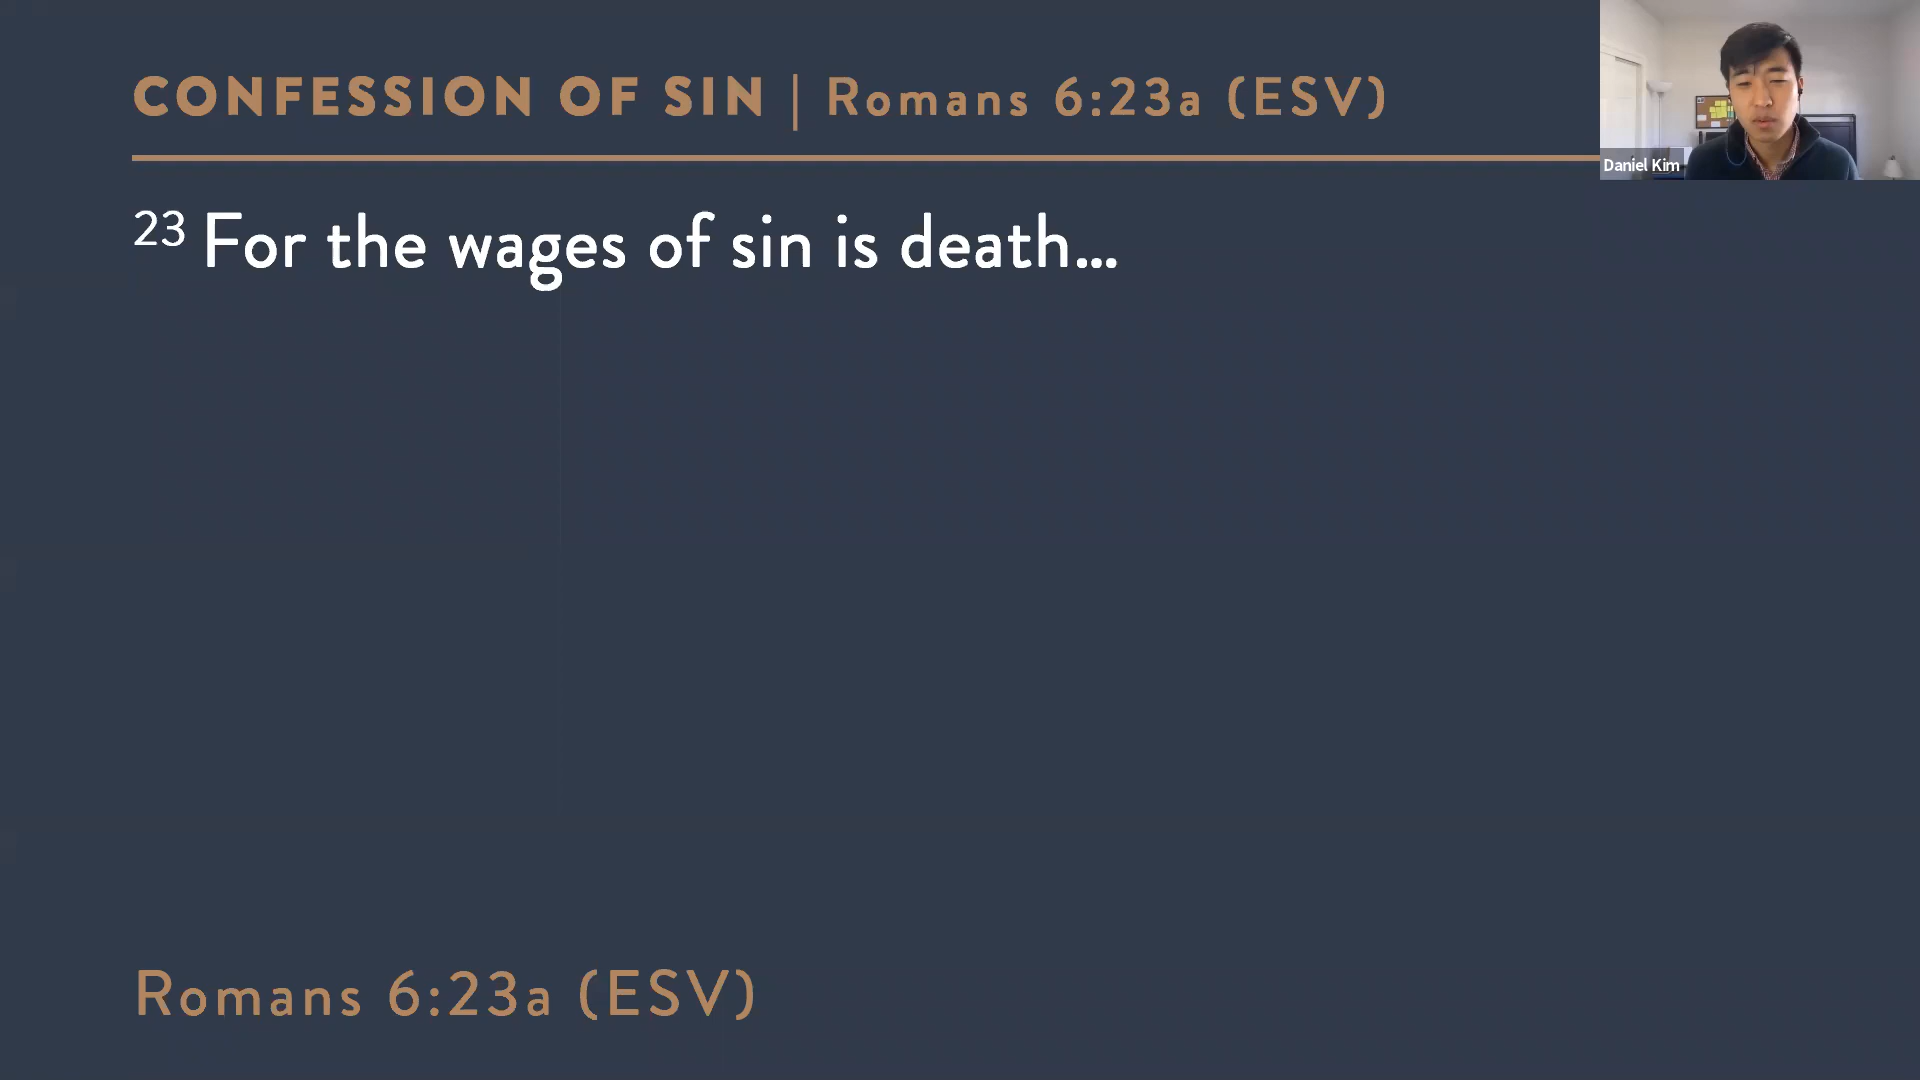 CONFESSION OF SIN | Romans 6:23a (ESV)
Daniel Kim
23 For the wages of sin is death...
Romans 6:23a (ESV)